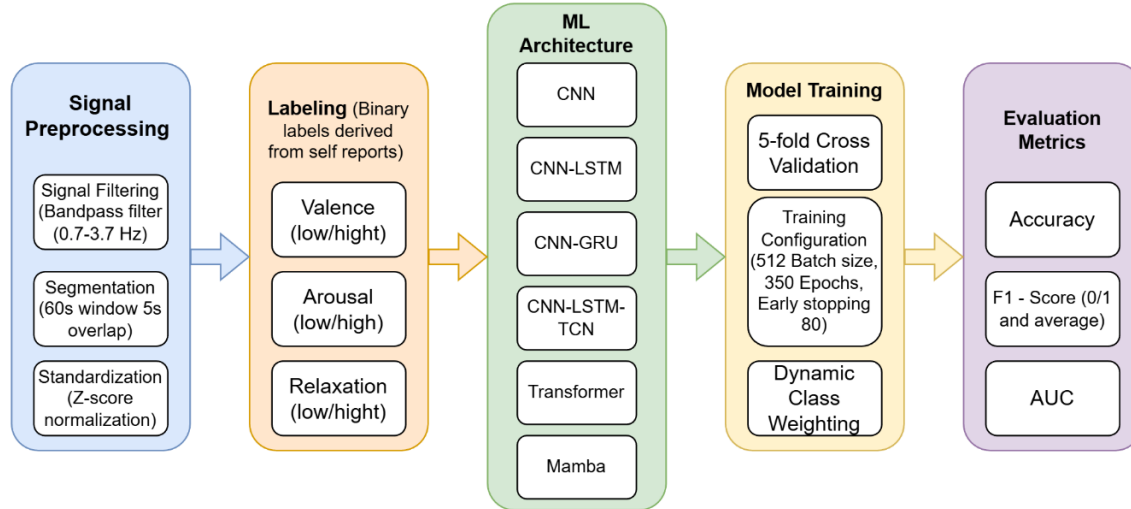 Signal
Preprocessing
Signal Filtering
(Bandpass filter
(0.7-3.7 Hz)
Segmentation
(60s window 5s
overlap)
Standardization
(Z-score
normalization)
Labeling (Binary
labels derived
from self reports)
Valence
(low/hight)
Arousal
(low/high)
Relaxation
(low/hight)
ML
Architecture
CNN
CNN-LSTM
CNN-GRU
CNN-LSTM-
TCN
Transformer
Mamba
Model Training
5-fold Cross
Validation
Training
Configuration
(512 Batch size,
350 Epochs,
Early stopping
80)
Dynamic
Class
Weighting
Evaluation
Metrics
Accuracy
F1 - Score (0/1
and average)
AUC